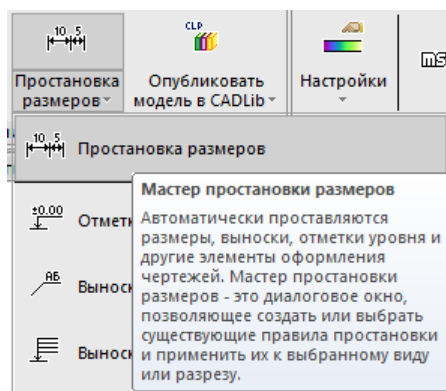 10 5
CLP
Простановка
размеров
Опубликовать
модель в CADLib
Настройки
10 5
Простановка размеров
Мастер простановки размеров
±0.00
Автоматически проставляются
размеры, выноски, отметки уровня и
другие элементы оформления
чертежей. Мастер простановки
размеров - это диалоговое окно,
позволяющее создать или выбрать
существующие правила простановки
и применить их к выбранному виду
или разрезу.
АБ